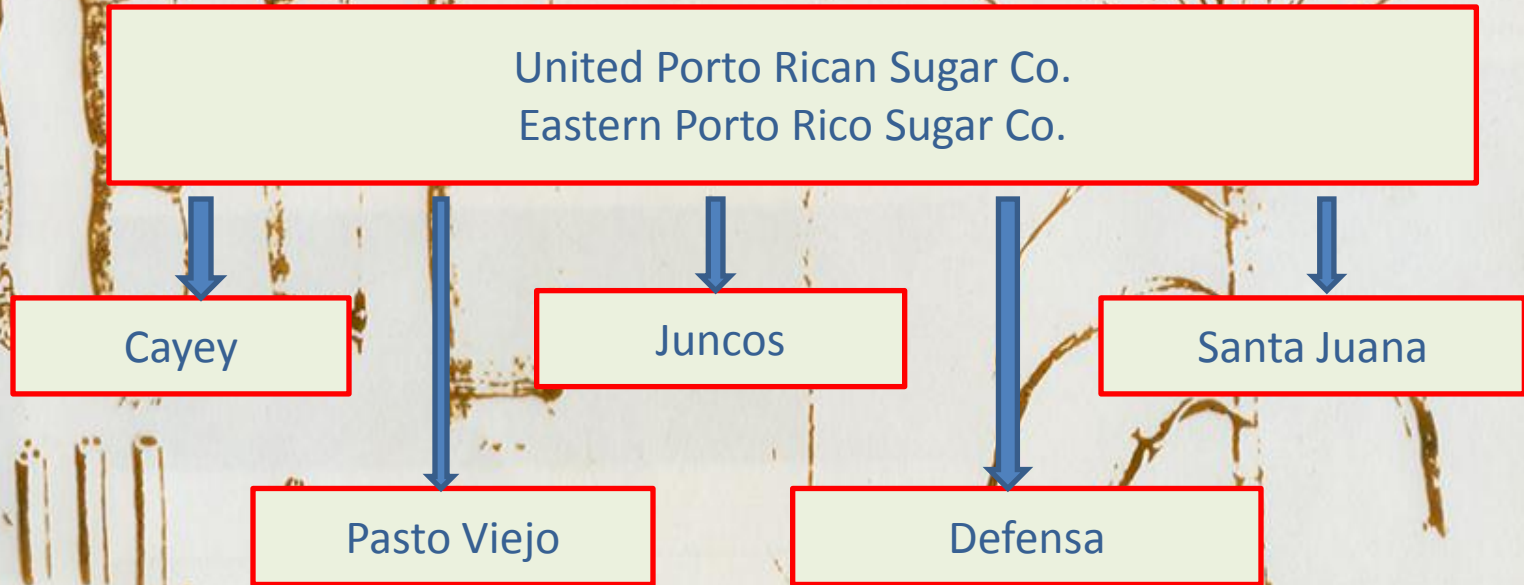 United Porto Rican Sugar Co.
Eastern Porto Rico Sugar Co.
Cayey
Juncos
Santa Juana
Pasto Viejo
Defensa